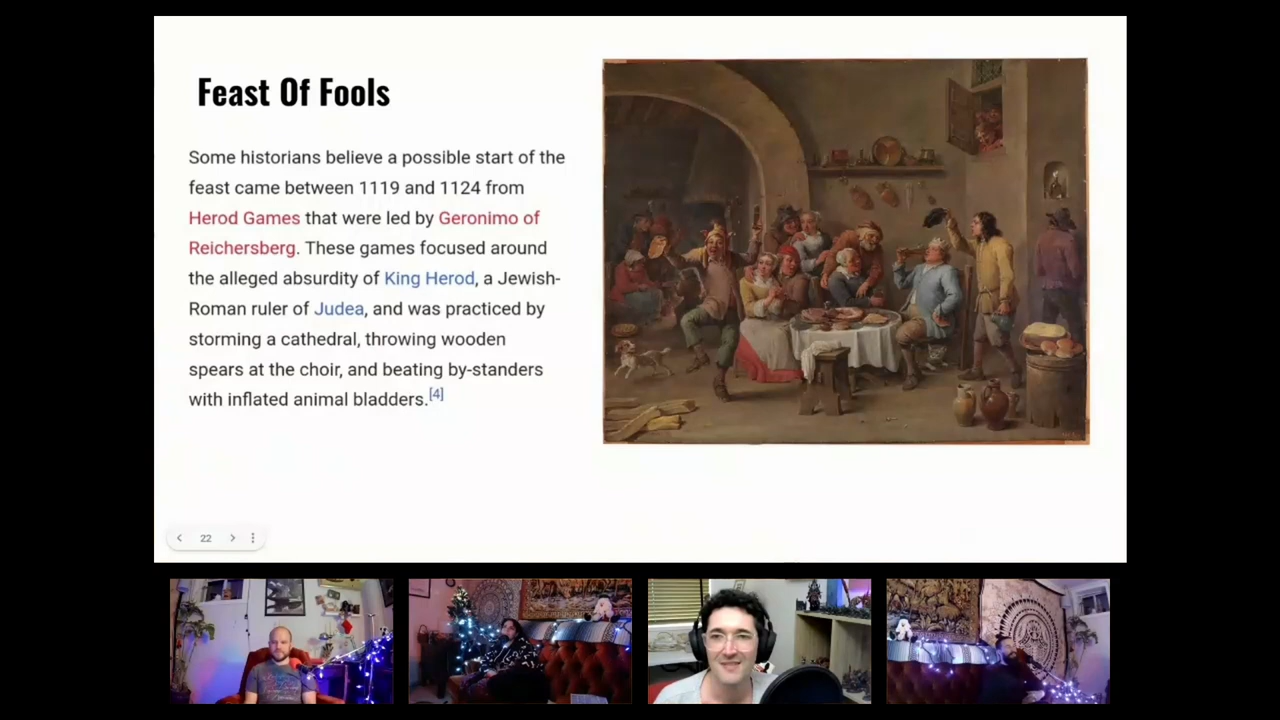 Feast Of Fools
Some historians believe a possible start of the
feast came between 1119 and 1124 from
Herod Games that were led by Geronimo of
Reichersberg. These games focused around
the alleged absurdity of King Herod, a Jewish-
Roman ruler of Judea, and was practiced by
storming a cathedral, throwing wooden
spears at the choir, and beating by-standers
with inflated animal bladders.[4]
22